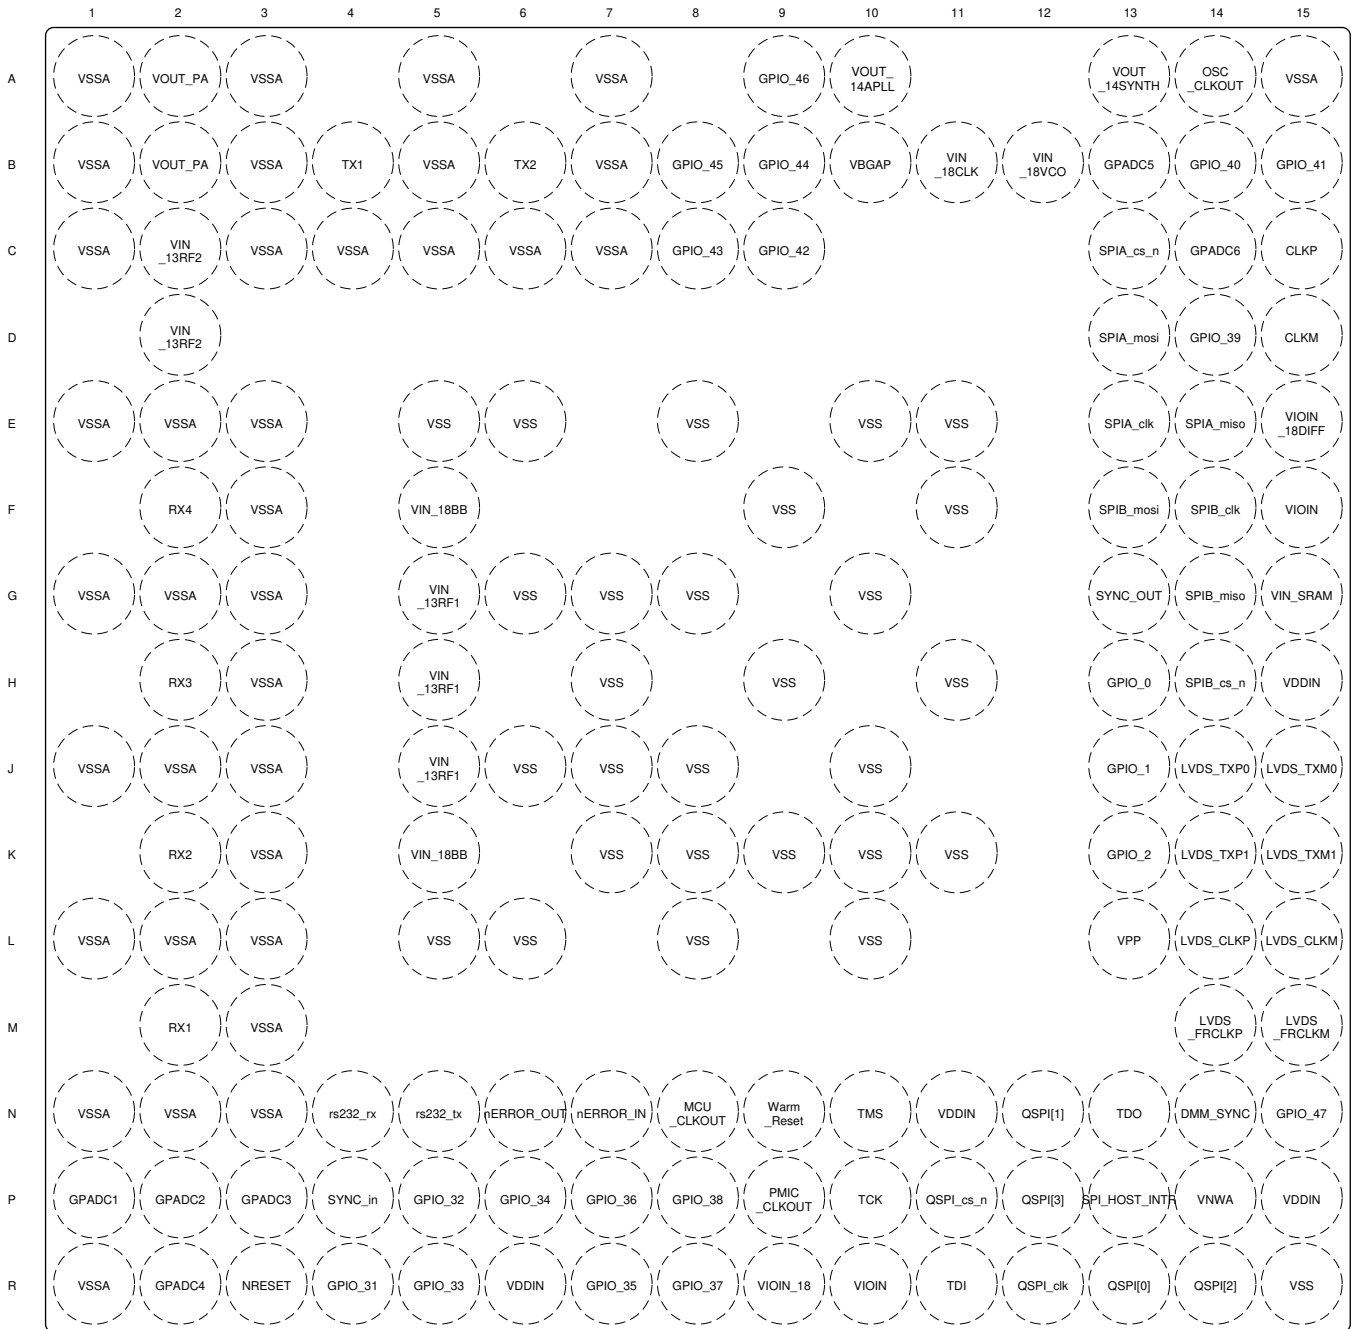 1 2 3 4 5 6 7 8 9 10 11 12 13 14 15
A VSSA VOUT_PA VSSA VSSA VSSA GPIO_46 VOUT_ 14APLL VOUT _14SYNTH OSC _CLKOUT VSSA
B VSSA VOUT_PA VSSA TX1 VSSA TX2 VSSA GPIO_45 GPIO_44 VBGAP VIN _18CLK VIN _18VCO GPADC5 GPIO_40 GPIO_41
C VSSA VIN _13RF2 VSSA VSSA VSSA VSSA VSSA GPIO_43 GPIO_42 SPIA_cs_n GPADC6 CLKP
D VIN _13RF2 SPIA_mosi GPIO_39 CLKM
E VSSA VSSA VSSA VSS VSS VSS VSS VSS SPIA_clk SPIA_miso VIOIN _18DIFF
F RX4 VSSA VIN_18BB VSS VSS SPIB_mosi SPIB_clk VIOIN
G VSSA VSSA VSSA VIN _13RF1 VSS VSS VSS VSS SYNC_OUT SPIB_miso VIN_SRAM
H RX3 VSSA VIN _13RF1 VSS VSS VSS GPIO_0 SPIB_cs_n VDDIN
J VSSA VSSA VSSA VIN _13RF1 VSS VSS VSS VSS GPIO_1 LVDS_TXP0 LVDS_TXM0
K RX2 VSSA VIN_18BB VSS VSS VSS VSS VSS GPIO_2 LVDS_TXP1 LVDS_TXM1
L VSSA VSSA VSSA VSS VSS VSS VSS VPP LVDS_CLKP LVDS_CLKM
M RX1 VSSA LVDS _FRCLKP LVDS _FRCLKM
N VSSA VSSA VSSA rs232_rx rs232_tx nERROR_OUT nERROR_IN MCU _CLKOUT Warm _Reset TMS VDDIN QSPI[1] TDO DMM_SYNC GPIO_47
P GPADC1 GPADC2 GPADC3 SYNC_in GPIO_32 GPIO_34 GPIO_36 GPIO_38 PMIC _CLKOUT TCK QSPI_cs_n QSPI[3] SPI_HOST_INTR VNWA VDDIN
R VSSA GPADC4 NRESET GPIO_31 GPIO_33 VDDIN GPIO_35 GPIO_37 VIOIN_18 VIOIN TDI QSPI_clk QSPI[0] QSPI[2] VSS